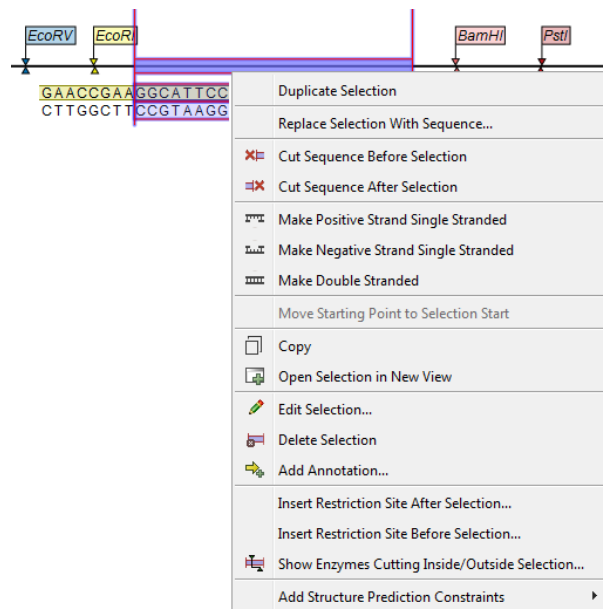 EcoRV EcoRI BamHI PstI
GAACCGAAGGCATTCC
CTTGGCTTCCGTAAGG
Duplicate Selection
Replace Selection With Sequence...
Cut Sequence Before Selection
Cut Sequence After Selection
Make Positive Strand Single Stranded
Make Negative Strand Single Stranded
Make Double Stranded
Move Starting Point to Selection Start
Copy
Open Selection in New View
Edit Selection...
Delete Selection
Add Annotation...
Insert Restriction Site After Selection...
Insert Restriction Site Before Selection...
Show Enzymes Cutting Inside/Outside Selection...
Add Structure Prediction Constraints